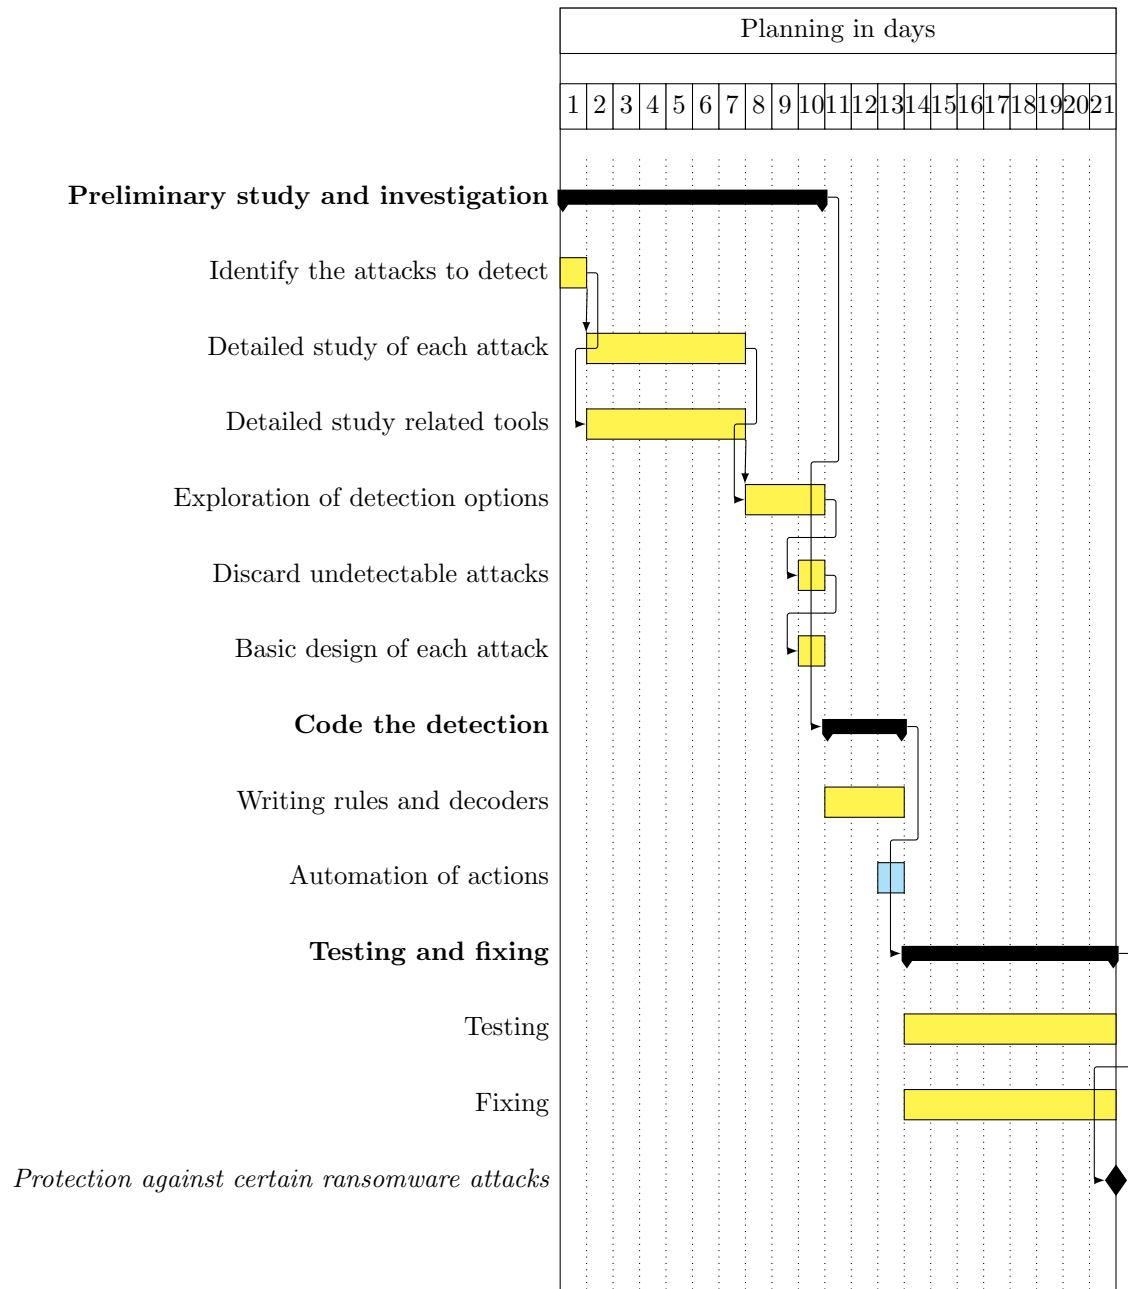 Planning in days
1 2 3 4 5 6 7 8 9 10 11 12 13 14 15 16 17 18 19 20 21
Preliminary study and investigation
Identify the attacks to detect
Detailed study of each attack
Detailed study related tools
Exploration of detection options
Discard undetectable attacks
Basic design of each attack
Code the detection
Writing rules and decoders
Automation of actions
Testing and fixing
Testing
Fixing
Protection against certain ransomware attacks